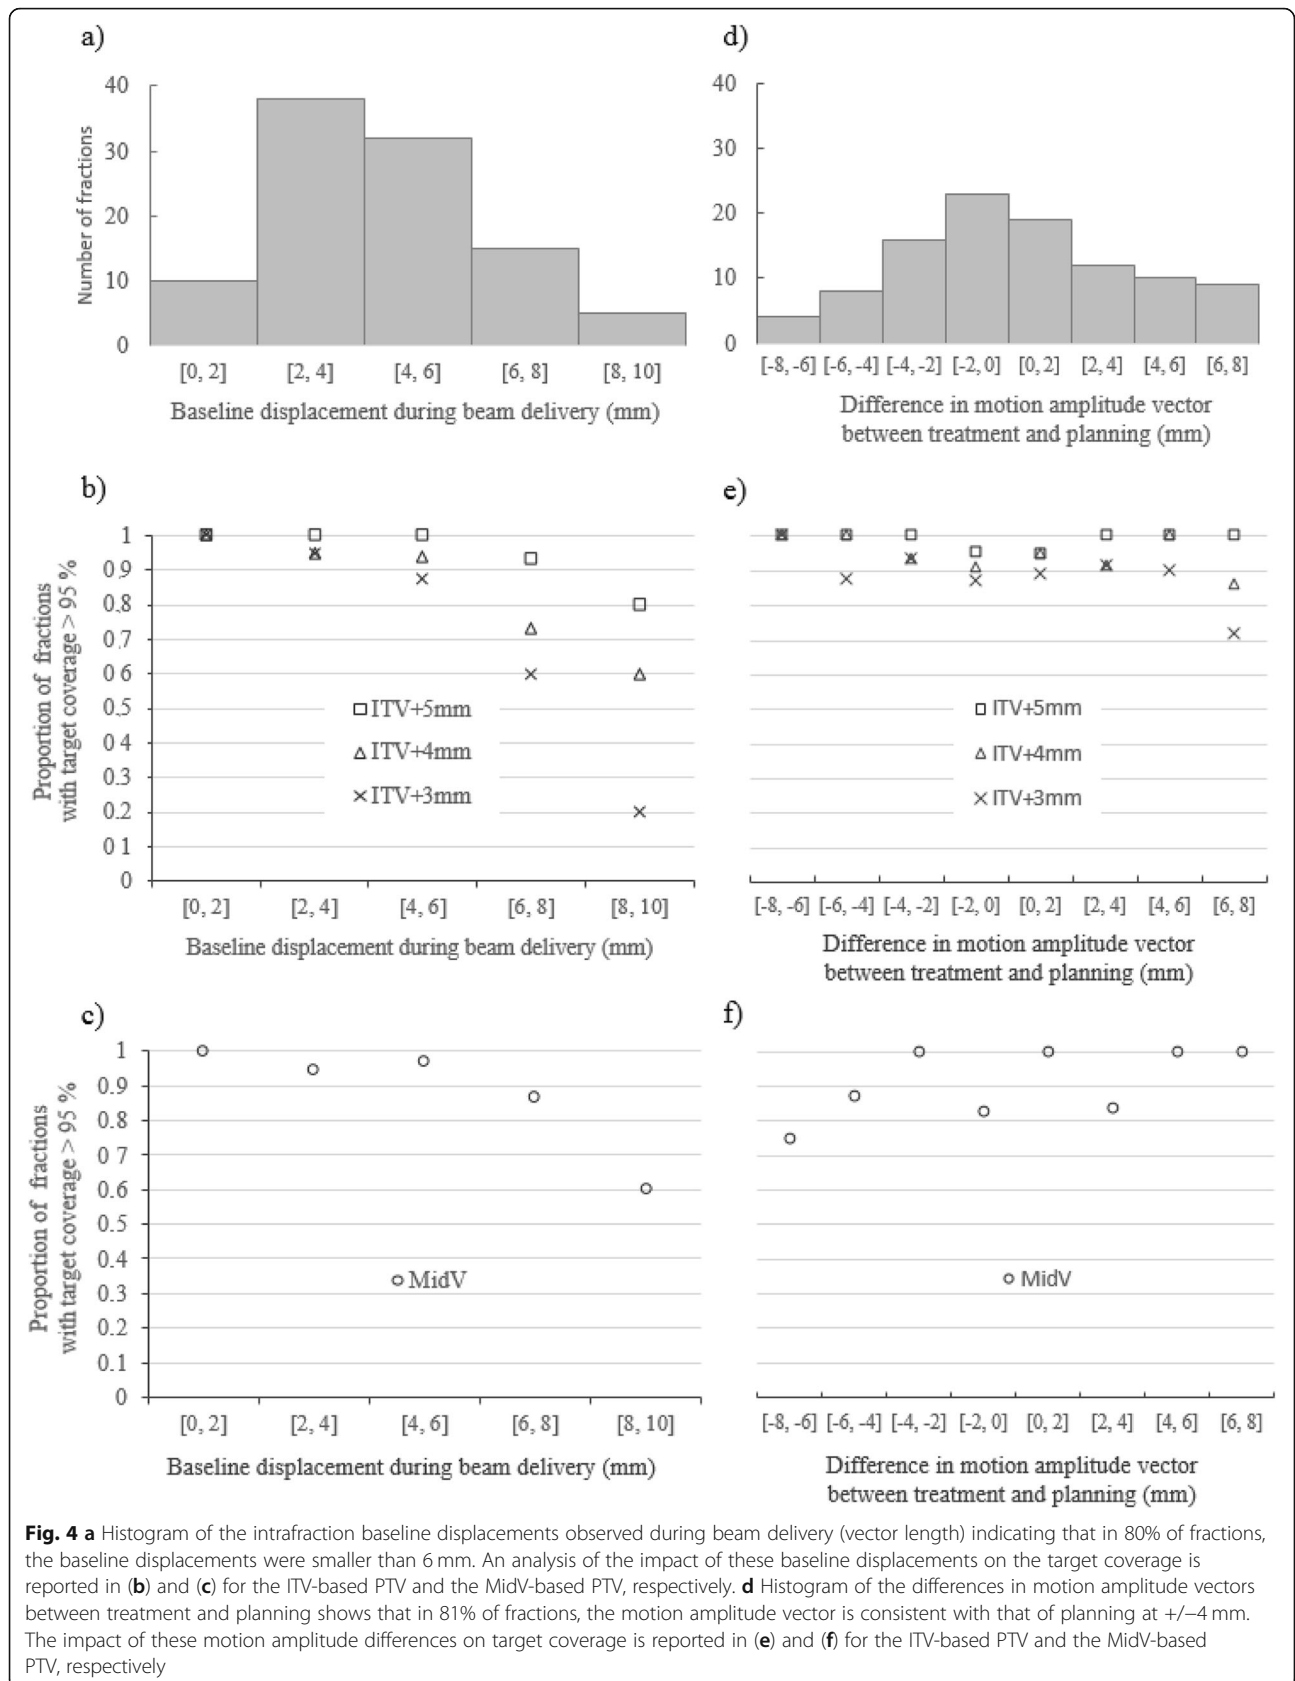 a)
40
30
20
10
0
Number of fractions
[0, 2] [2, 4] [4, 6] [6, 8] [8, 10]
Baseline displacement during beam delivery (mm)
d)
40
30
20
10
0
[-8, -6] [-6, -4] [-4, -2] [-2, 0] [0, 2] [2, 4] [4, 6] [6, 8]
Difference in motion amplitude vector
between treatment and planning (mm)
b)
1
0.9
0.8
0.7
0.6
0.5
0.4
0.3
0.2
0.1
0
Proportion of fractions
with target coverage > 95 %
ITV+5mm
ITV+4mm
ITV+3mm
[0, 2] [2, 4] [4, 6] [6, 8] [8, 10]
Baseline displacement during beam delivery (mm)
e)
ITV+5mm
ITV+4mm
ITV+3mm
[-8, -6] [-6, -4] [-4, -2] [-2, 0] [0, 2] [2, 4] [4, 6] [6, 8]
Difference in motion amplitude vector
between treatment and planning (mm)
c)
1
0.9
0.8
0.7
0.6
0.5
0.4
0.3
0.2
0.1
0
Proportion of fractions
with target coverage > 95 %
MidV
[0, 2] [2, 4] [4, 6] [6, 8] [8, 10]
Baseline displacement during beam delivery (mm)
f)
MidV
[-8, -6] [-6, -4] [-4, -2] [-2, 0] [0, 2] [2, 4] [4, 6] [6, 8]
Difference in motion amplitude vector
between treatment and planning (mm)
Fig. 4 a Histogram of the intrafraction baseline displacements observed during beam delivery (vector length) indicating that in 80% of fractions,
the baseline displacements were smaller than 6 mm. An analysis of the impact of these baseline displacements on the target coverage is
reported in (b) and (c) for the ITV-based PTV and the MidV-based PTV, respectively. d Histogram of the differences in motion amplitude vectors
between treatment and planning shows that in 81% of fractions, the motion amplitude vector is consistent with that of planning at +/−4 mm.
The impact of these motion amplitude differences on target coverage is reported in (e) and (f) for the ITV-based PTV and the MidV-based
PTV, respectively